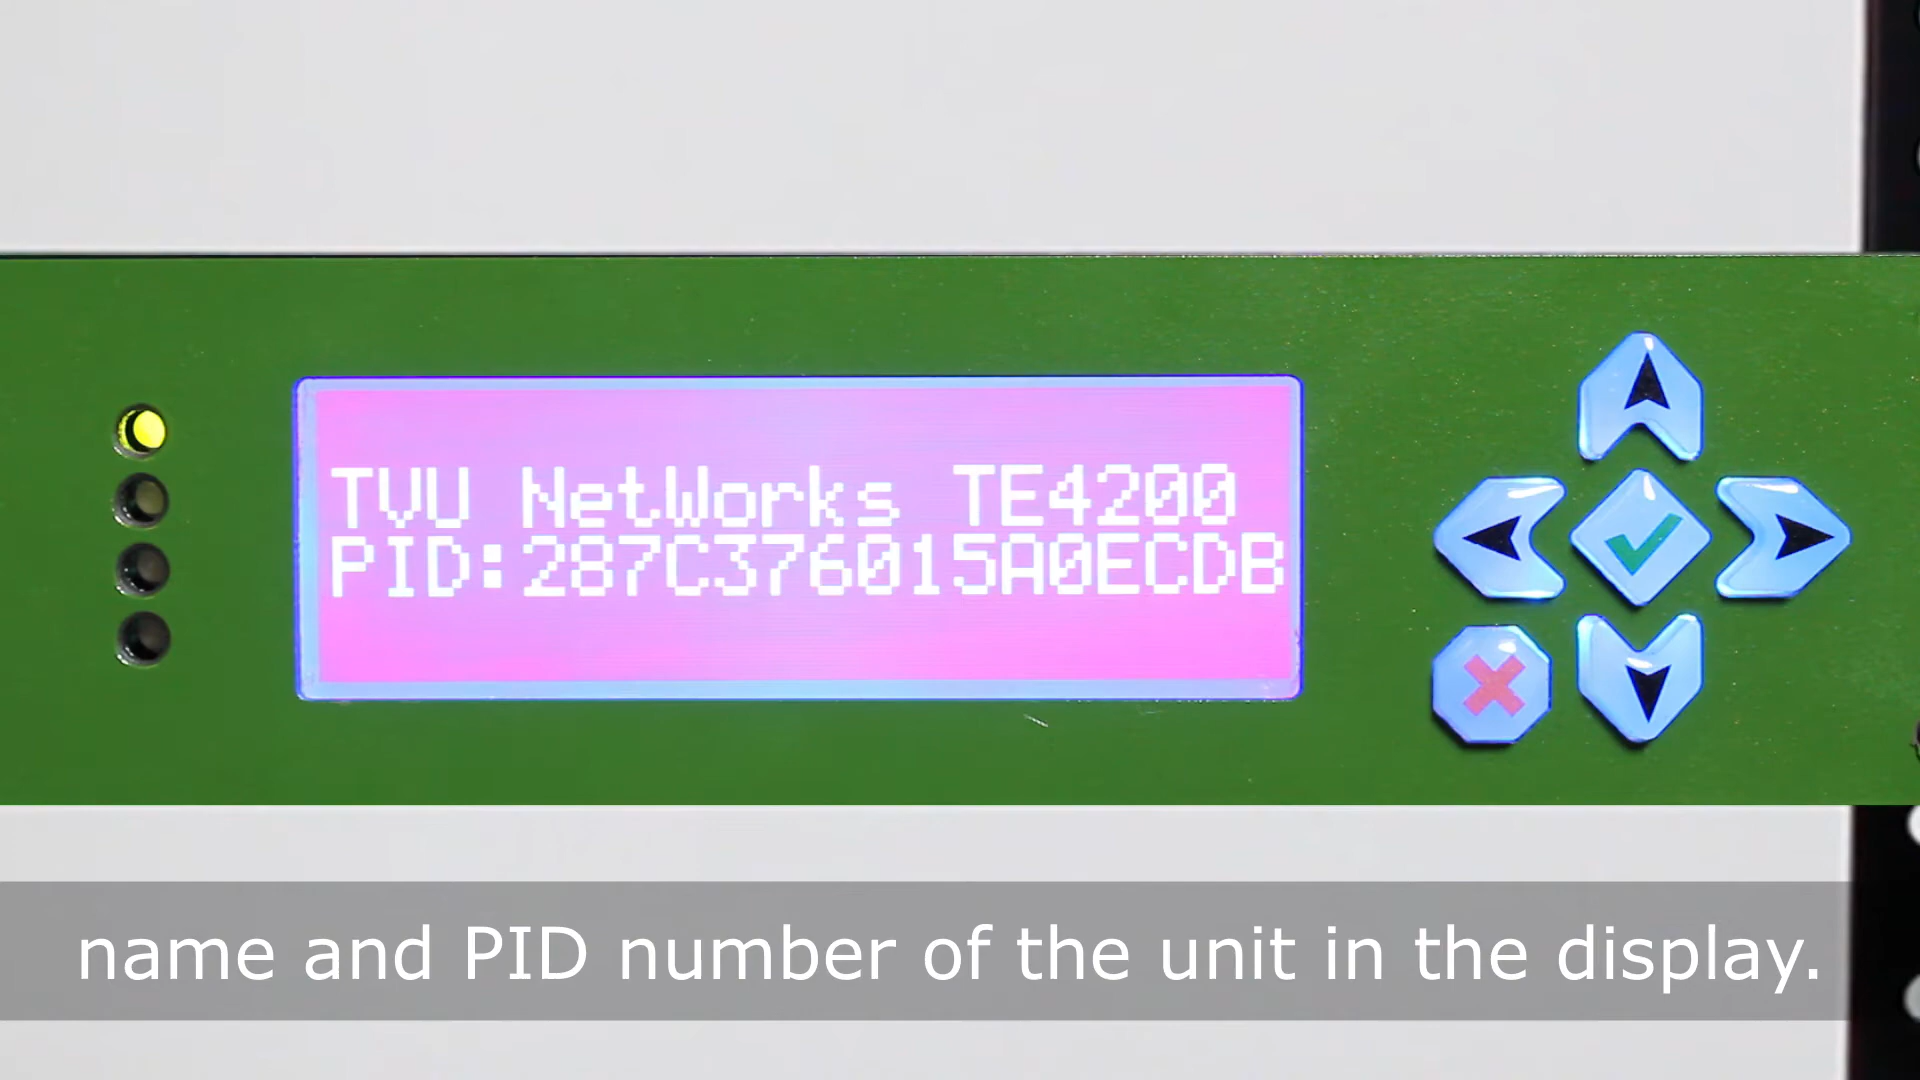 TVU NetWorks TE4200
PID:287C376015A0ECDB
name and PID number of the unit in the display.